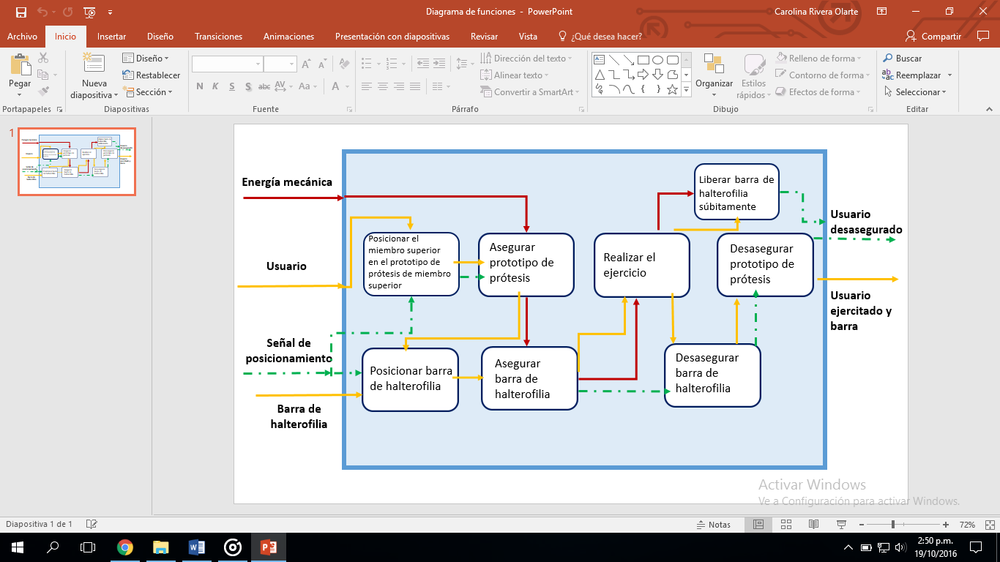 Diagrama de funciones - PowerPoint
Carolina Rivera Olarte
Archivo
Inicio
Insertar
Diseño
Transiciones
Animaciones
Presentación con diapositivas
Revisar
Vista
¿Qué desea hacer?
Compartir
Pegar
Portapapeles
Nueva
diapositiva
Diseño
Restablecer
Sección
Diapositivas
N K S S abc AV Aa A
Fuente
Párrafo
Dirección del texto
Alinear texto
Convertir a SmartArt
Organizar
Estilos
rápidos
Relleno de forma
Contorno de forma
Efectos de forma
Dibujo
Buscar
Reemplazar
Seleccionar
Editar
1
Energía mecánica
Usuario
Señal de
posicionamiento
Barra de
halterofilia
Posicionar el
miembro superior
en el prototipo de
prótesis de miembro
superior
Asegurar
prototipo de
prótesis
Posicionar barra
de halterofilia
Asegurar
barra de
halterofilia
Realizar el
ejercicio
Liberar barra de
halterofilia
súbitamente
Desasegurar
prototipo de
prótesis
Desasegurar
barra de
halterofilia
Usuario
desasegurado
Usuario
ejercitado y
barra
Activar Windows
Ve a Configuración para activar Windows.
Diapositiva 1 de 1
Notas
72%
2:50 p.m.
19/10/2016